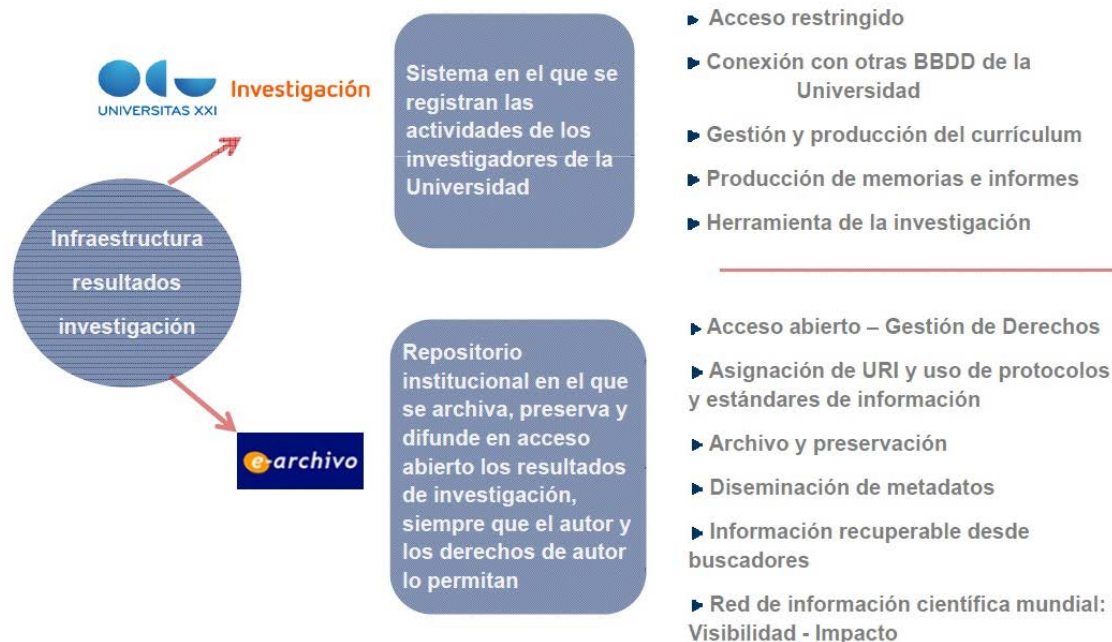 UNIVERSITAS XXI
Investigación
Infraestructura
resultados
investigación
Sistema en el que se
registran las
actividades de los
investigadores de la
Universidad
Acceso restringido
Conexión con otras BBDD de la
Universidad
Gestión y producción del currículum
Producción de memorias e informes
Herramienta de la investigación
e-archivo
Repositorio
institucional en el que
se archiva, preserva y
difunde en acceso
abierto los resultados
de investigación,
siempre que el autor y
los derechos de autor
lo permitan
Acceso abierto – Gestión de Derechos
Asignación de URI y uso de protocolos
y estándares de información
Archivo y preservación
Diseminación de metadatos
Información recuperable desde
buscadores
Red de información científica mundial:
Visibilidad - Impacto